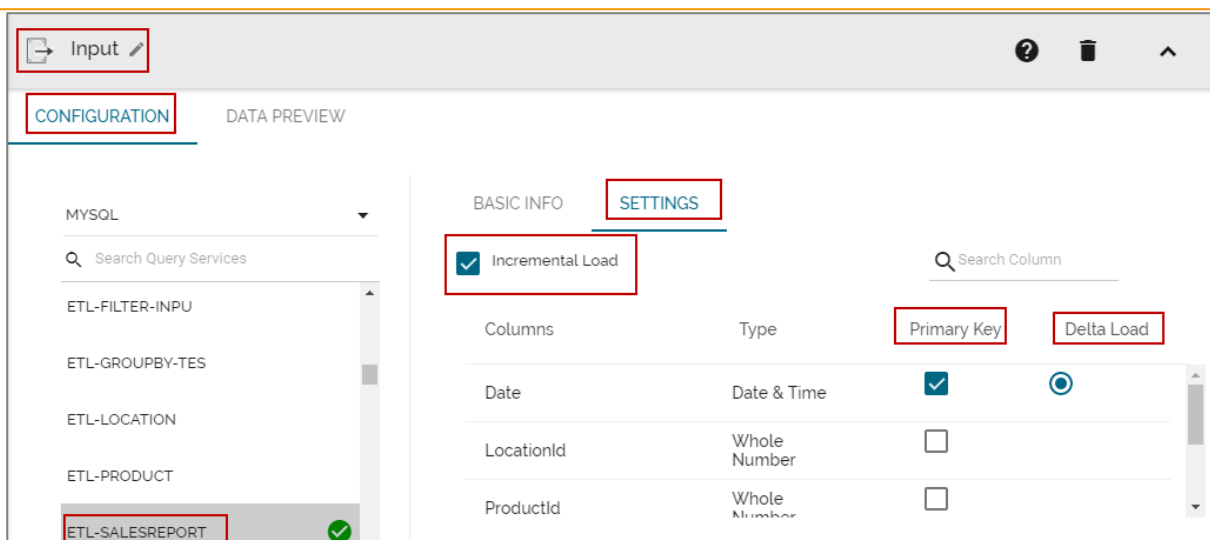 Input
CONFIGURATION DATA PREVIEW
MYSQL
Search Query Services
ETL-FILTER-INPU
ETL-GROUPBY-TES
ETL-LOCATION
ETL-PRODUCT
ETL-SALESREPORT
BASIC INFO SETTINGS
Incremental Load Search Column
Columns Type Primary Key Delta Load
Date Date & Time
LocationId Whole
Number
ProductId Whole
Number